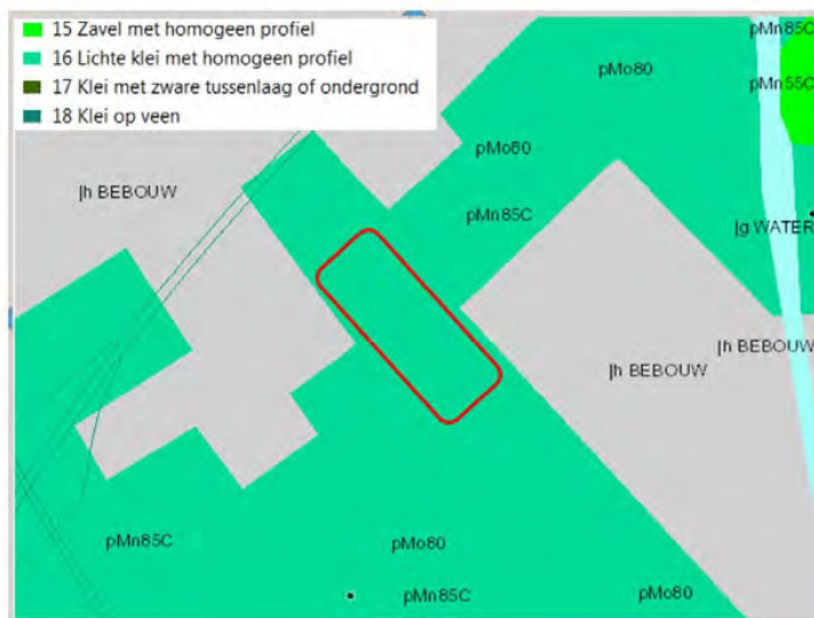 15 Zavel met homogeen profiel
16 Lichte klei met homogeen profiel
17 Klei met zware tussenlaag of ondergrond
18 Klei op veen
pMn85C
pMo80
pMn55C
pMo80
|h BEBOUW
pMn85C
|g WATER
|h BEBOUW
|h BEBOUW
pMn85C
pMo80
pMn85C
pMo80